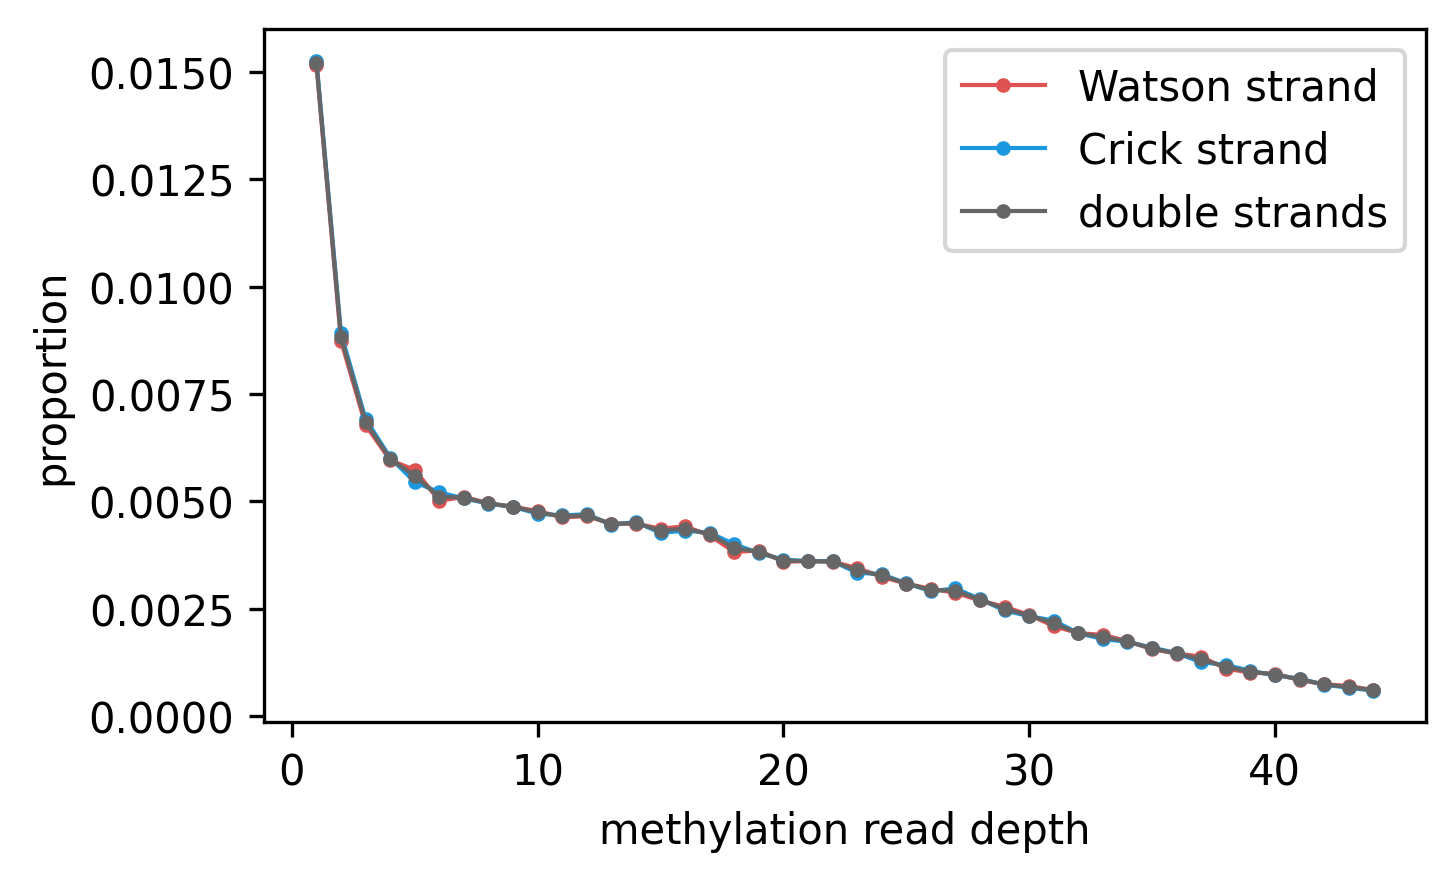 0.0150
0.0125
0.0100
0.0075
0.0050
0.0025
0.0000
proportion
Watson strand
Crick strand
double strands
0 10 20 30 40
methylation read depth